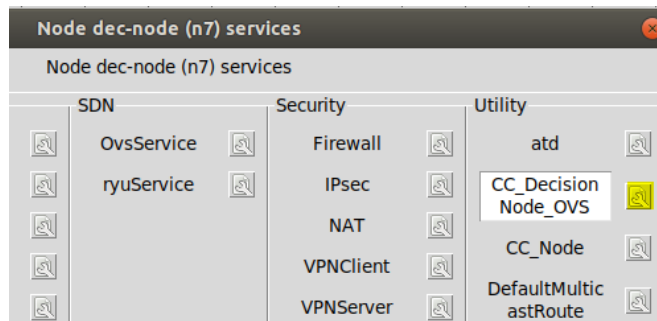 Node dec-node (n7) services
Node dec-node (n7) services
SDN
Security
Utility
OvsService
Firewall
atd
ryuService
IPsec
CC_Decision
Node_OVS
NAT
CC_Node
VPNClient
DefaultMultic
astRoute
VPNServer